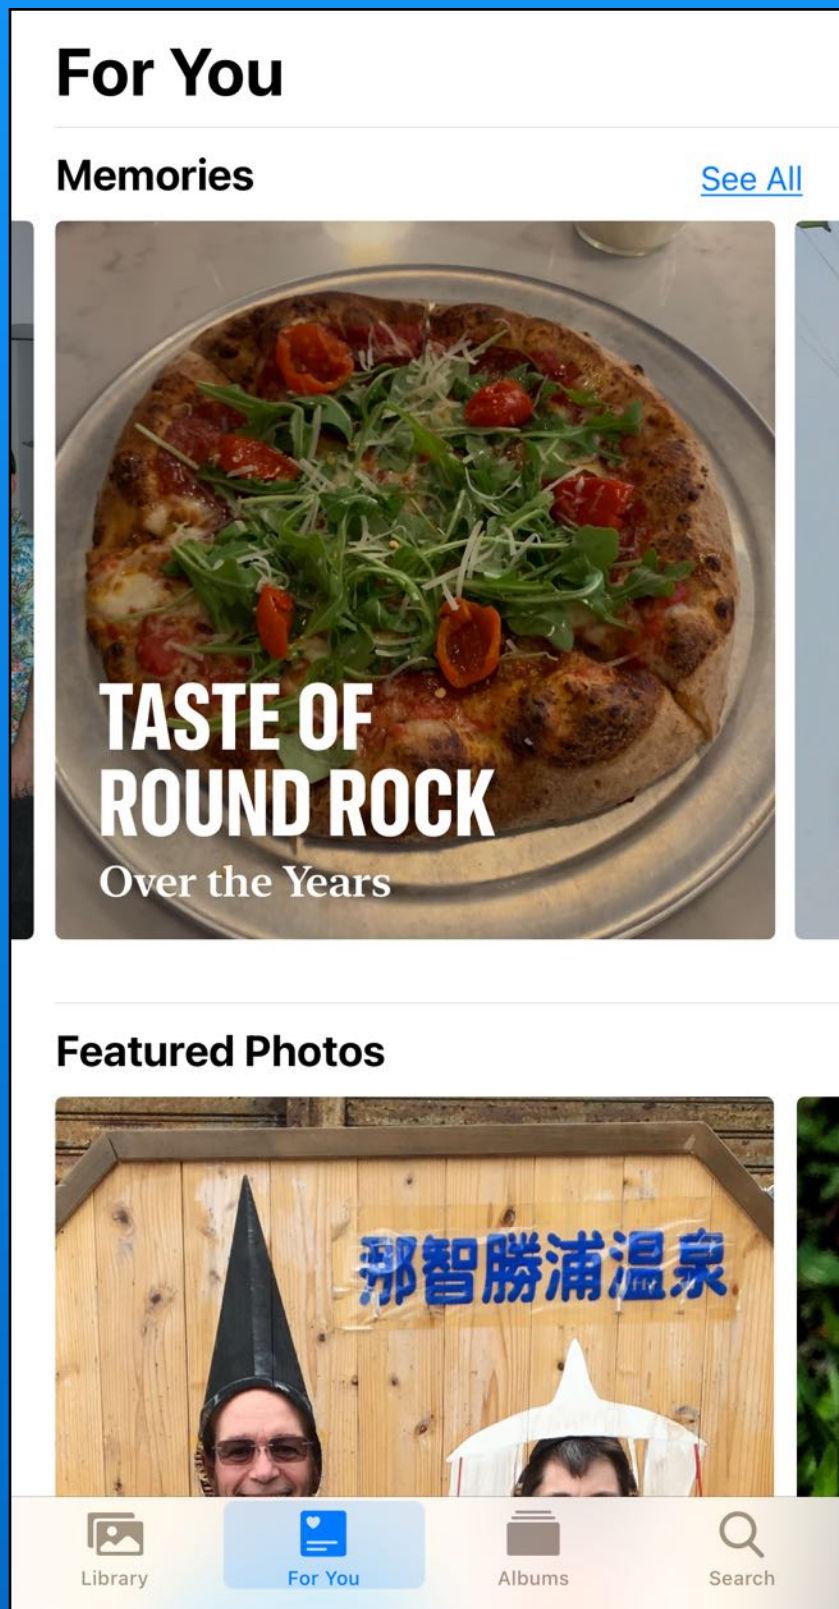 For You
Memories
See All
TASTE OF
ROUND ROCK
Over the Years
Featured Photos
那智勝浦温泉
Library
For You
Albums
Search